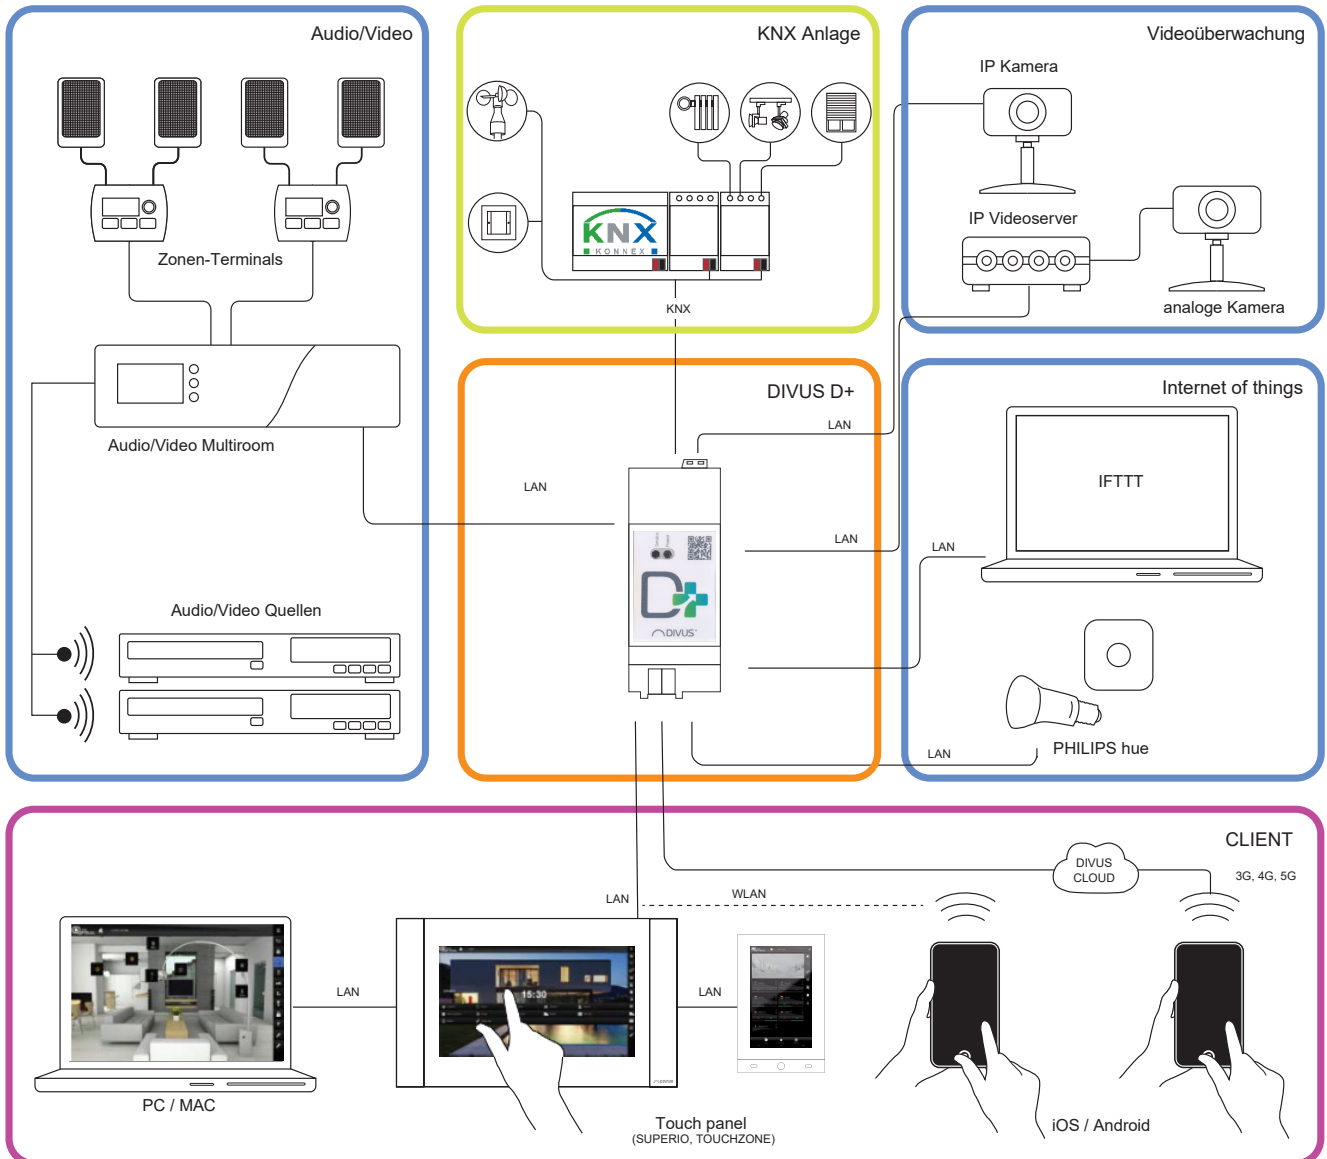 Audio/Video
Zonen-Terminals
Audio/Video Multiroom
Audio/Video Quellen
KNX Anlage
KNX
KONNEX
KNX
Videoüberwachung
IP Kamera
IP Videoserver
analoge Kamera
DIVUS D+
LAN
LAN
LAN
Service
Power
D+
DIVUS
Internet of things
IFTTT
LAN
PHILIPS hue
LAN
CLIENT
DIVUS
CLOUD
3G, 4G, 5G
LAN
WLAN
LAN
15:30
LAN
PC / MAC
Touch panel
(SUPERIO, TOUCHZONE)
iOS / Android